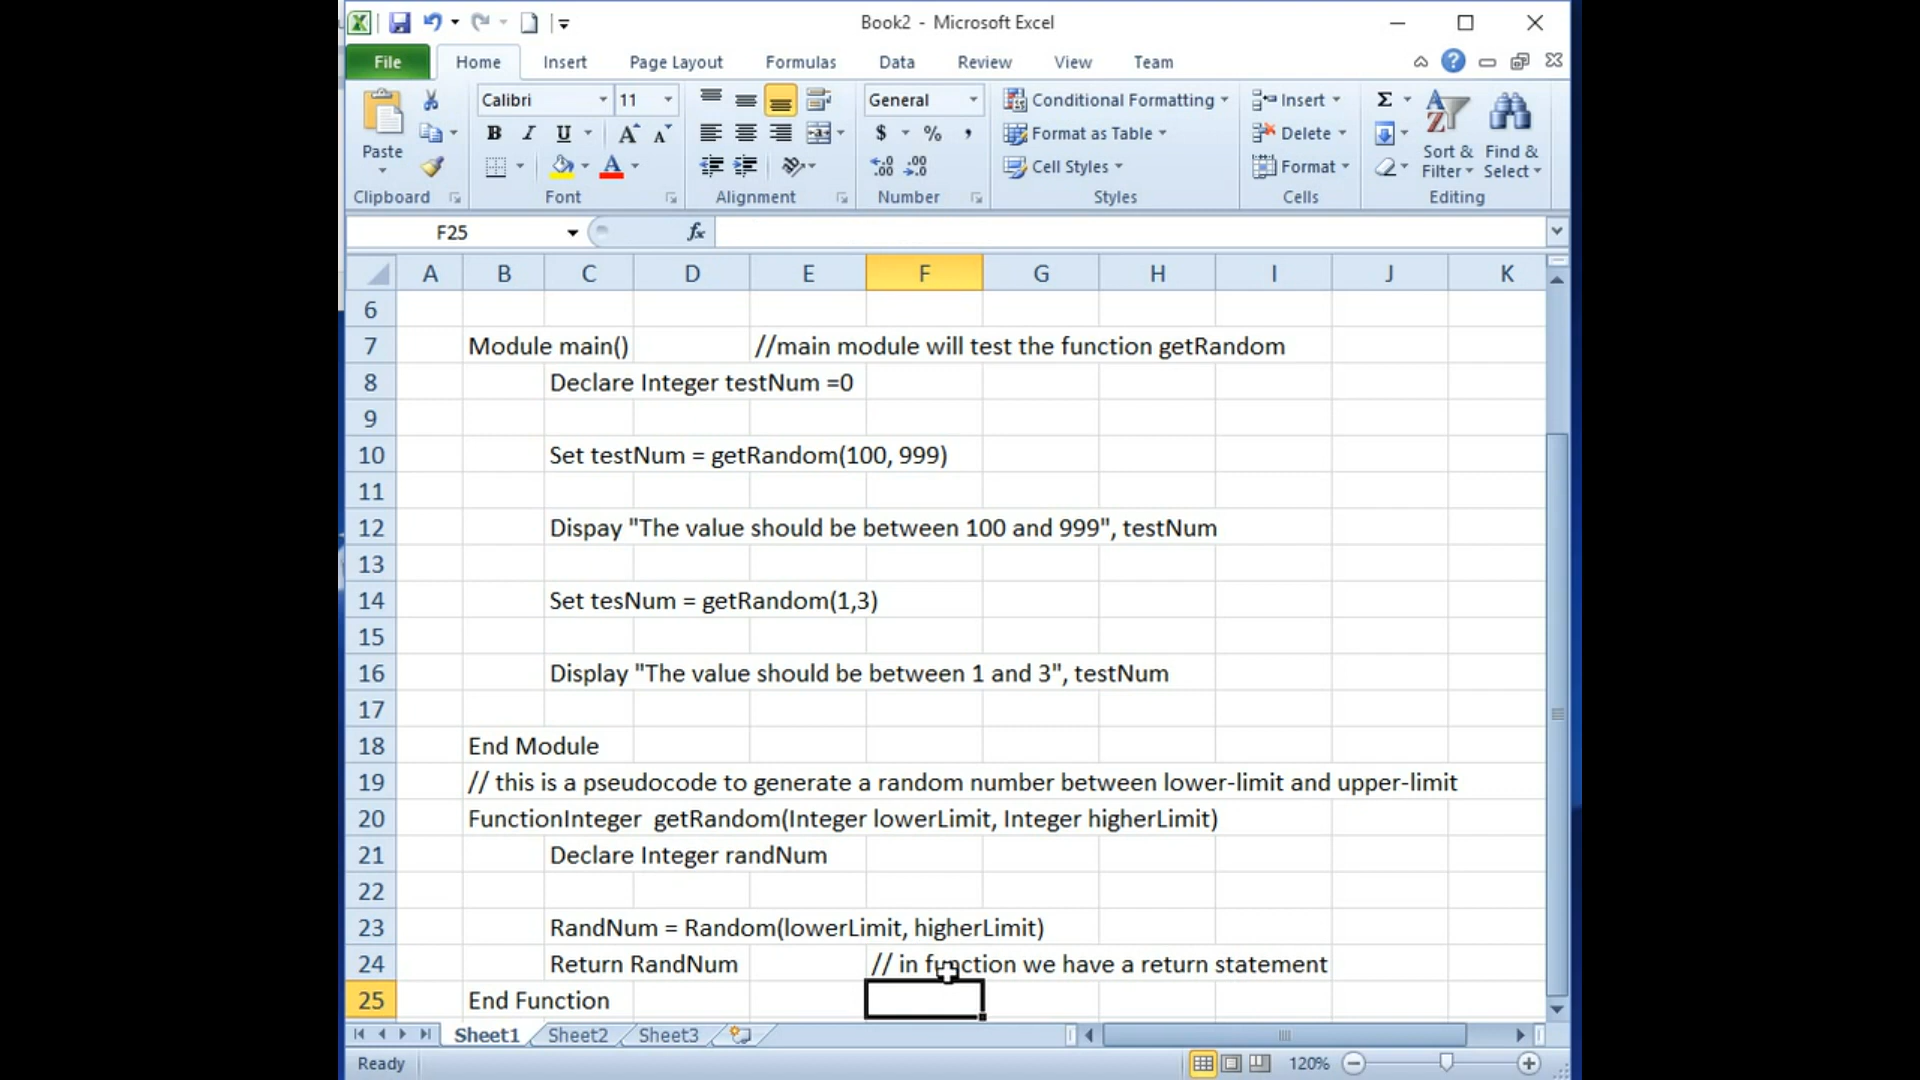 Book2 - Microsoft Excel
File Home Insert Page Layout Formulas Data Review View Team
Calibri 11 General Conditional Formatting Insert Σ
B I U A A $ % , Format as Table Delete
Paste Cell Styles Format Sort & Filter Find & Select
Clipboard Font Alignment Number Styles Cells Editing
F25 fx
A B C D E F G H I J K
6
7 Module main() //main module will test the function getRandom
8 Declare Integer testNum =0
9
10 Set testNum = getRandom(100, 999)
11
12 Dispay "The value should be between 100 and 999", testNum
13
14 Set tesNum = getRandom(1,3)
15
16 Display "The value should be between 1 and 3", testNum
17
18 End Module
19 // this is a pseudocode to generate a random number between lower-limit and upper-limit
20 FunctionInteger getRandom(Integer lowerLimit, Integer higherLimit)
21 Declare Integer randNum
22
23 RandNum = Random(lowerLimit, higherLimit)
24 Return RandNum // in function we have a return statement
25 End Function
Sheet1 Sheet2 Sheet3
Ready 120%